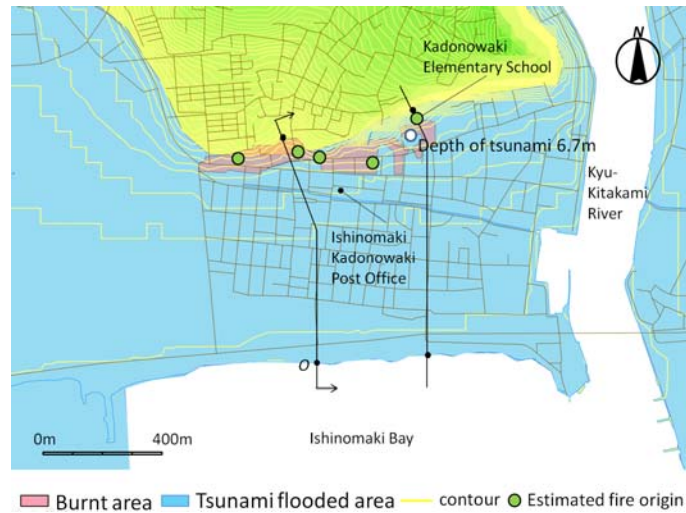 Kadonowaki
Elementary School
N
Depth of tsunami 6.7m
Kyu-
Kitakami
River
Ishinomaki
Kadonowaki
Post Office
O
0m
400m
Ishinomaki Bay
Burnt area
Tsunami flooded area
contour
Estimated fire origin